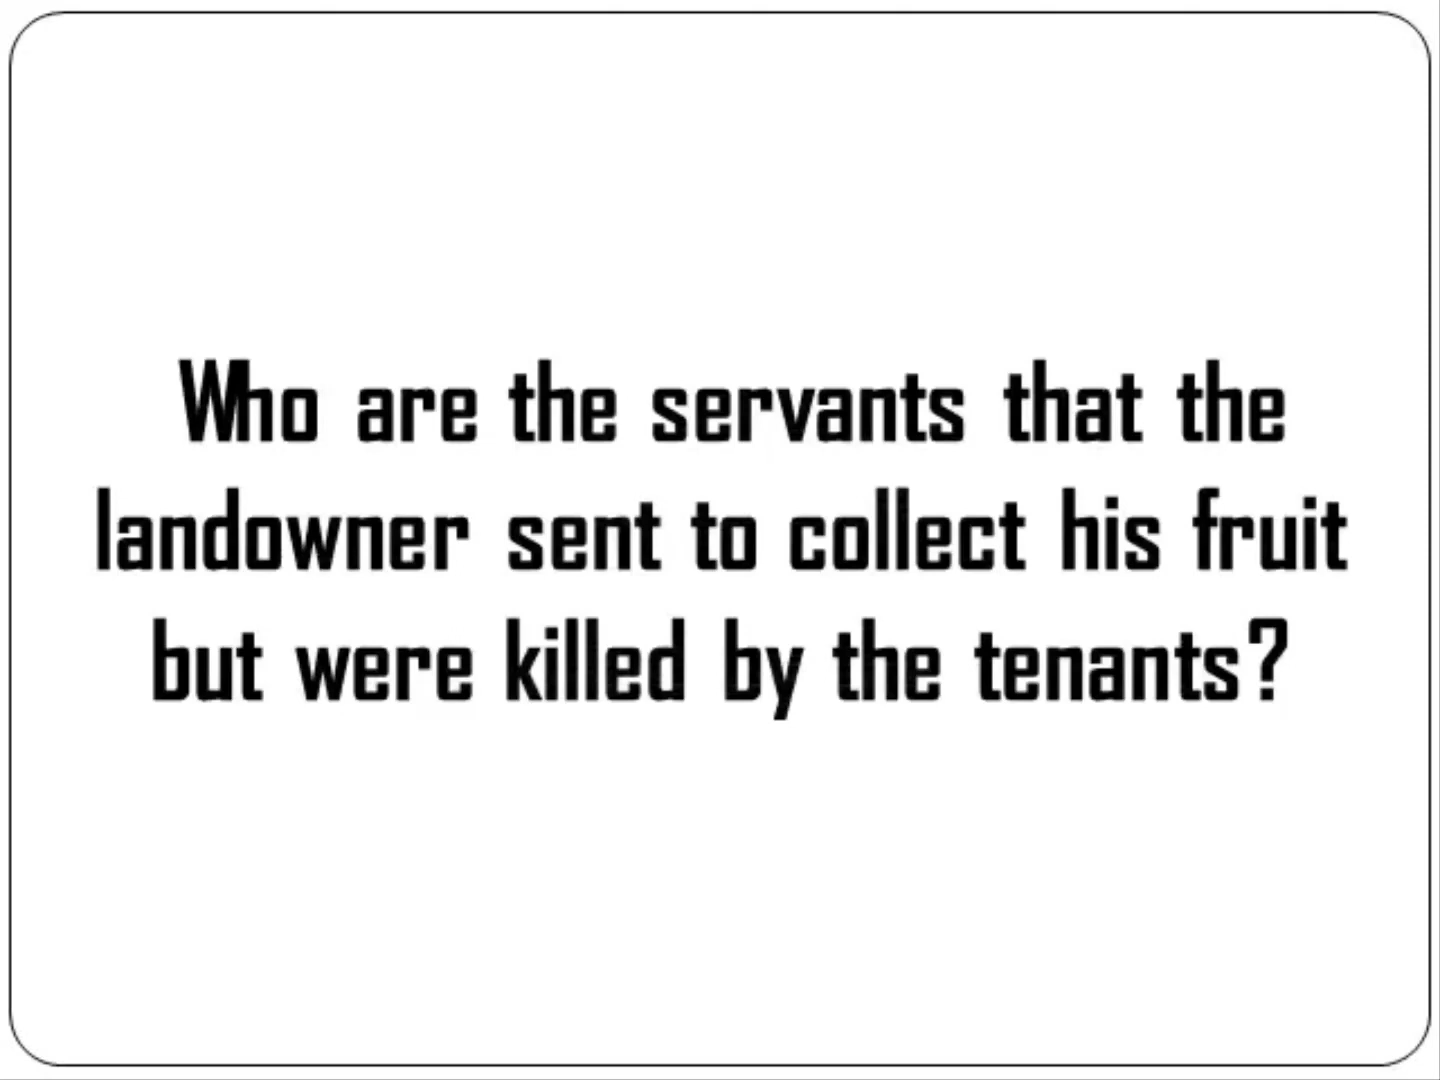 Who are the servants that the
landowner sent to collect his fruit
but were killed by the tenants?